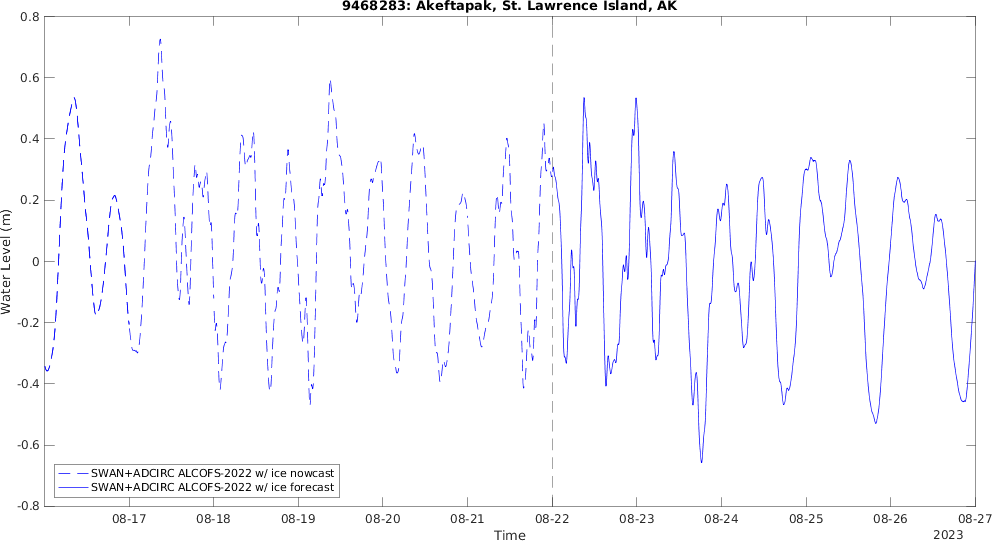 9468283: Akeftapak, St. Lawrence Island, AK
0.8
0.6
0.4
0.2
0
-0.2
-0.4
-0.6
-0.8
Water Level (m)
SWAN+ADCIRC ALCOFS-2022 w/ ice nowcast
SWAN+ADCIRC ALCOFS-2022 w/ ice forecast
08-17 08-18 08-19 08-20 08-21 08-22 08-23 08-24 08-25 08-26 08-27
Time
2023